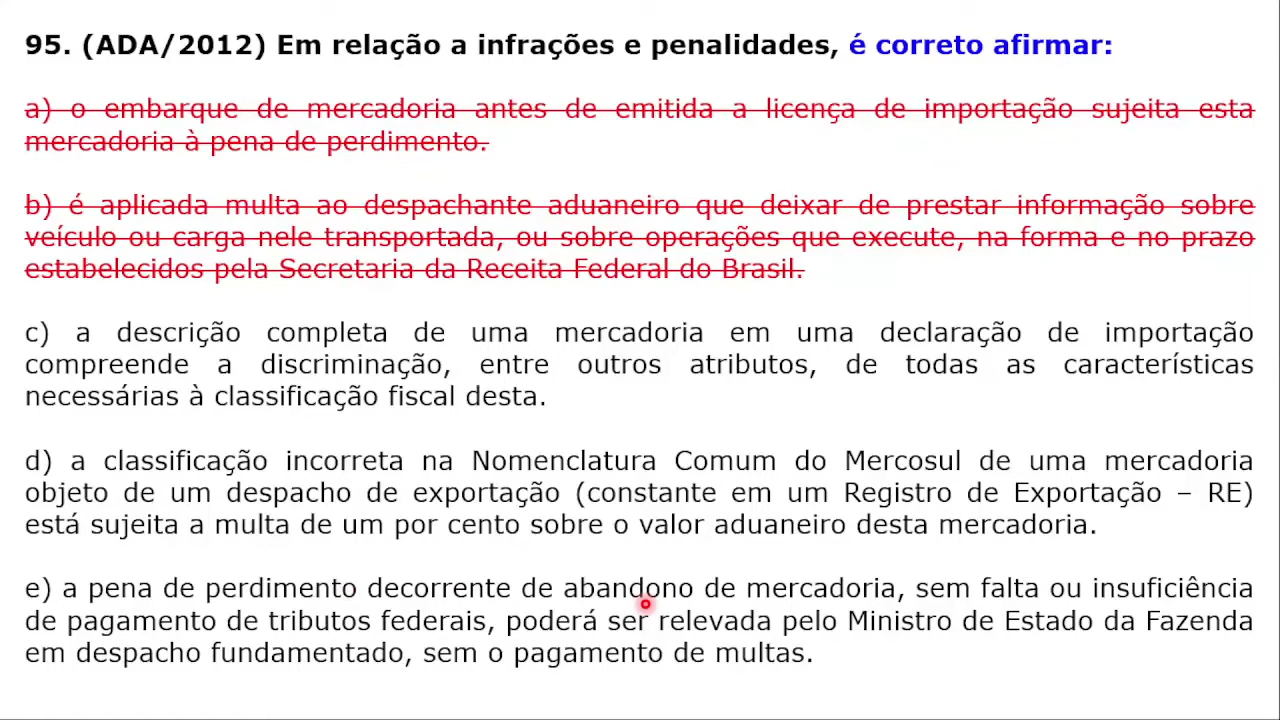 95. (ADA/2012) Em relação a infrações e penalidades, é correto afirmar:
a) o embarque de mercadoria antes de emitida a licença de importação sujeita esta
mercadoria à pena de perdimento.
b) é aplicada multa ao despachante aduaneiro que deixar de prestar informação sobre
veículo ou carga nele transportada, ou sobre operações que execute, na forma e no prazo
estabelecidos pela Secretaria da Receita Federal do Brasil.
c) a descrição completa de uma mercadoria em uma declaração de importação
compreende a discriminação, entre outros atributos, de todas as características
necessárias à classificação fiscal desta.
d) a classificação incorreta na Nomenclatura Comum do Mercosul de uma mercadoria
objeto de um despacho de exportação (constante em um Registro de Exportação – RE)
está sujeita a multa de um por cento sobre o valor aduaneiro desta mercadoria.
e) a pena de perdimento decorrente de abandono de mercadoria, sem falta ou insuficiência
de pagamento de tributos federais, poderá ser relevada pelo Ministro de Estado da Fazenda
em despacho fundamentado, sem o pagamento de multas.